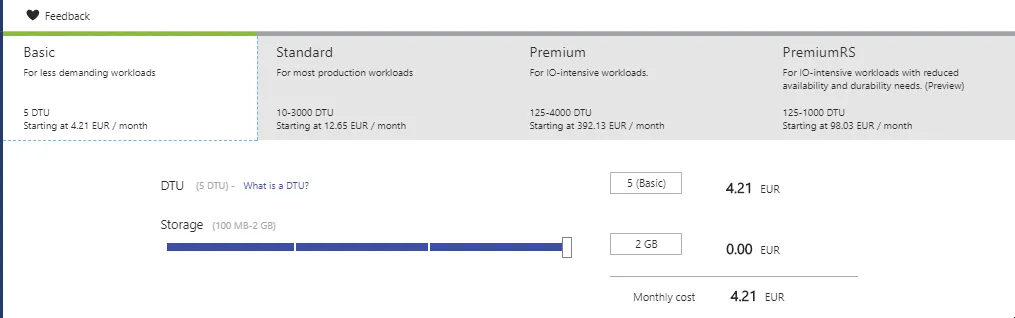 Feedback
Basic
For less demanding workloads
5 DTU
Starting at 4.21 EUR / month
Standard
For most production workloads
10-3000 DTU
Starting at 12.65 EUR / month
Premium
For IO-intensive workloads.
125-4000 DTU
Starting at 392.13 EUR / month
PremiumRS
For IO-intensive workloads with reduced
availability and durability needs. (Preview)
125-1000 DTU
Starting at 98.03 EUR / month
DTU (5 DTU) - What is a DTU? 5 (Basic) 4.21 EUR
Storage (100 MB-2 GB)
2 GB 0.00 EUR
Monthly cost 4.21 EUR